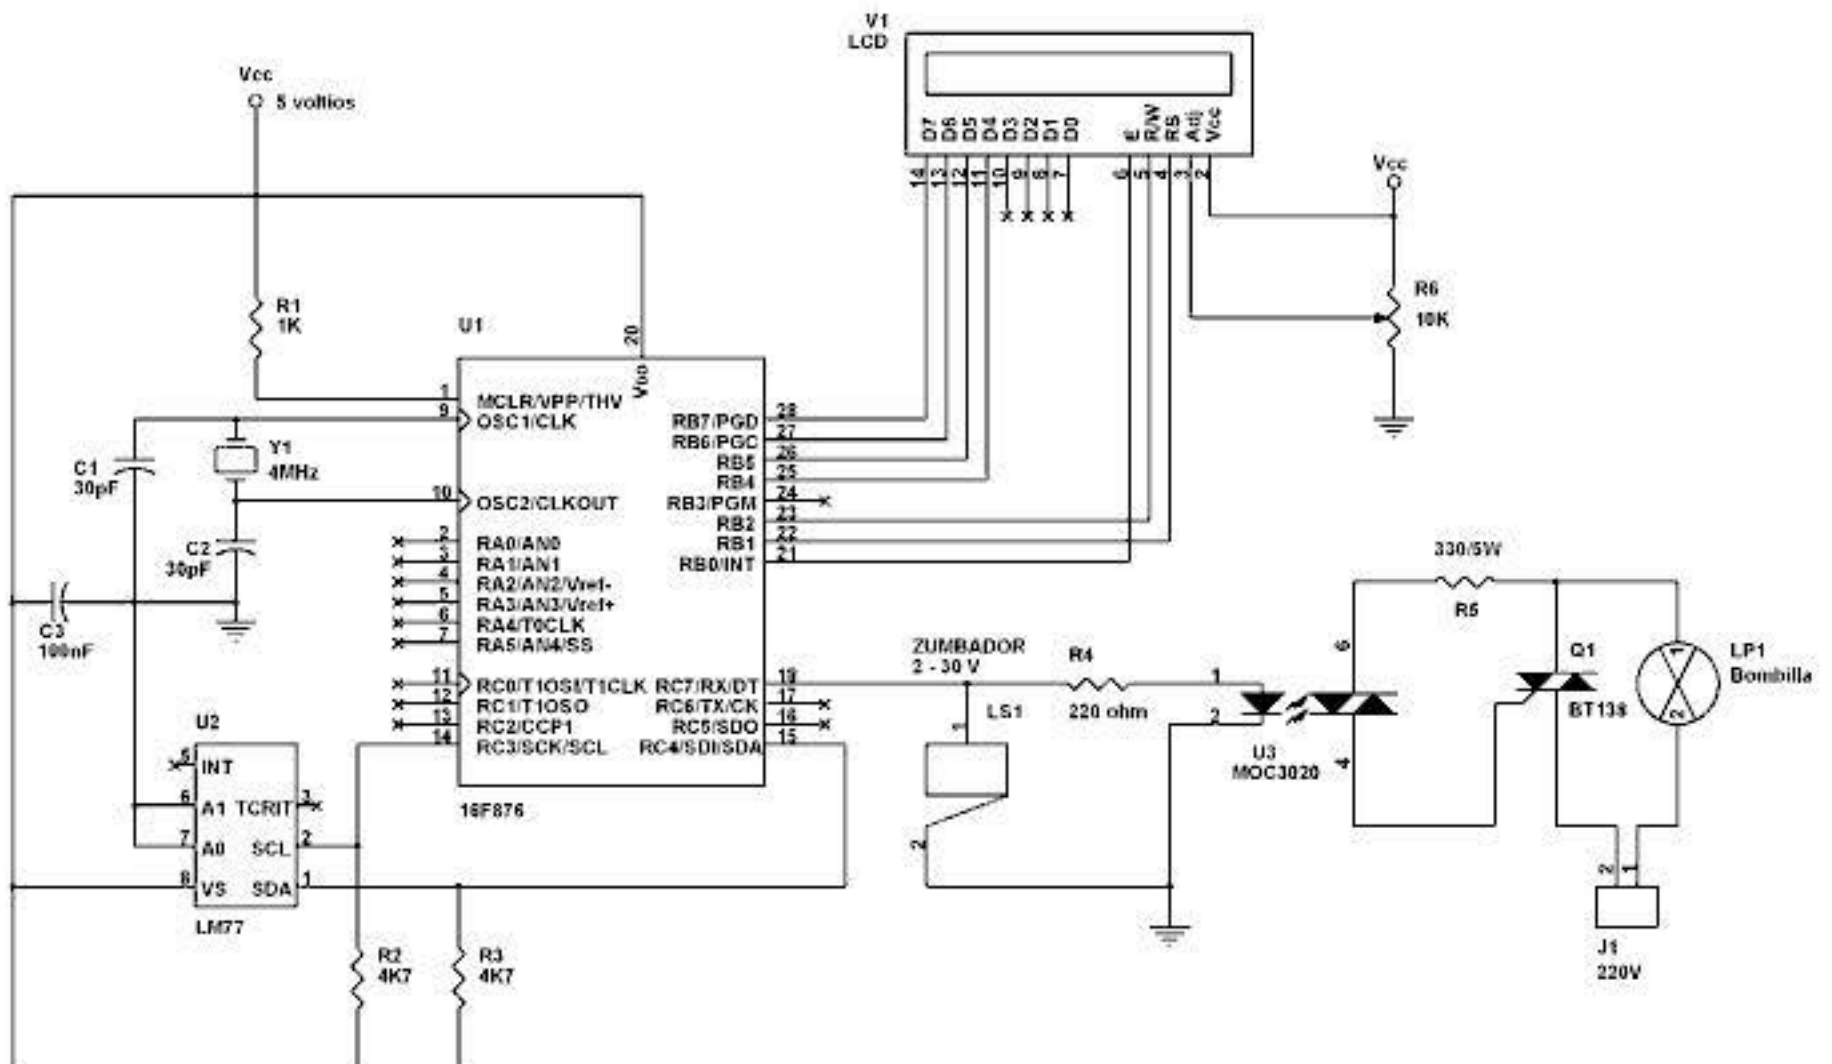 V1
LCD
D7
D6
D5
D4
D3
D2
D1
D0
E
R/W
RS
Adj
Vcc
14
13
12
11
10
9
8
7
6
5
4
3
2
Vcc
5 voltios
Vcc
R6
10K
R1
1K
U1
20
VDD
1
MCLR/VPP/THV
9
OSC1/CLK
10
OSC2/CLKOUT
2
RA0/AN0
3
RA1/AN1
4
RA2/AN2/Vref-
5
RA3/AN3/Vref+
6
RA4/T0CLK
7
RA5/AN4/SS
11
RC0/T1OSI/T1CLK
12
RC1/T1OSO
13
RC2/CCP1
14
RC3/SCK/SCL
RB7/PGD
28
RB6/PGC
27
RB5
26
RB4
25
RB3/PGM
24
RB2
23
RB1
22
RB0/INT
21
RC7/RX/DT
18
RC6/TX/CK
17
RC5/SDO
16
RC4/SDI/SDA
15
16F876
C1
30pF
Y1
4MHz
C2
30pF
C3
100nF
U2
5
INT
6
A1
TCRIT
3
7
A0
SCL
2
8
VS
SDA
1
LM77
R2
4K7
R3
4K7
ZUMBADOR
2 - 30 V
1
LS1
2
R4
220 ohm
1
2
U3
MOC3020
6
4
330/5W
R5
Q1
BT138
1
2
LP1
Bombilla
2
1
J1
220V